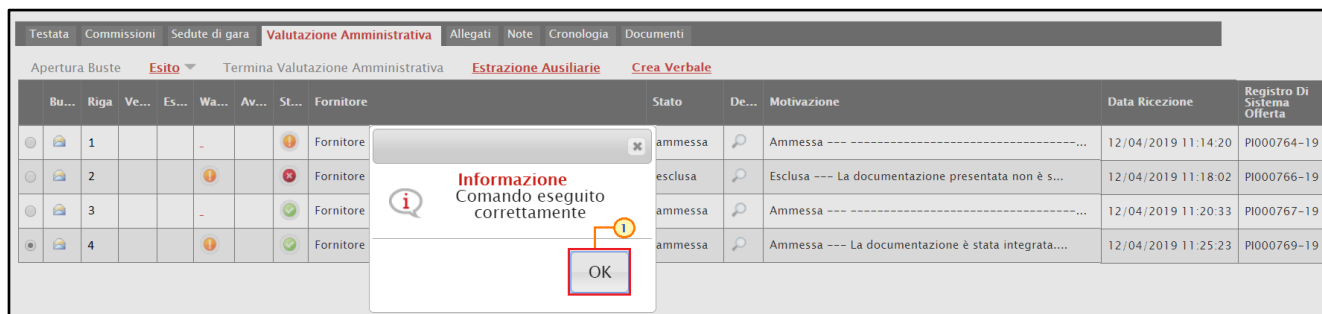 Testata Commissioni Sedute di gara Valutazione Amministrativa Allegati Note Cronologia Documenti
Apertura Buste Esito Termina Valutazione Amministrativa Estrazione Ausiliarie Crea Verbale
Bu... Riga Ve... Es... Wa... Av... St... Fornitore Stato De... Motivazione Data Ricezione Registro Di Sistema Offerta
1 Fornitore ammessa Ammessa --- -----------------------------------... 12/04/2019 11:14:20 PI000764-19
2 Fornitore esclusa Esclusa --- La documentazione presentata non è s... 12/04/2019 11:18:02 PI000766-19
3 Fornitore ammessa Ammessa --- -----------------------------------... 12/04/2019 11:20:33 PI000767-19
4 Fornitore ammessa Ammessa --- La documentazione è stata integrata.... 12/04/2019 11:25:23 PI000769-19
Informazione
Comando eseguito
correttamente
1
OK